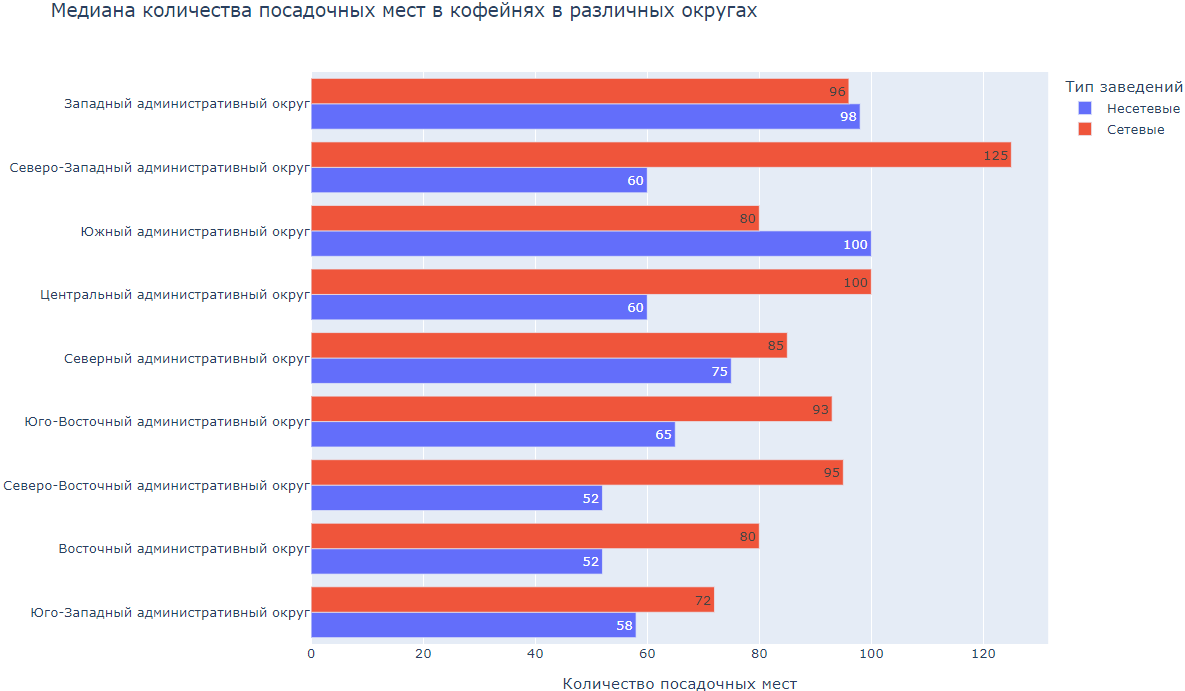 Медиана количества посадочных мест в кофейнях в различных округах
Тип заведений
Несетевые
Сетевые
Западный административный округ
96
98
Северо-Западный административный округ
125
60
Южный административный округ
80
100
Центральный административный округ
100
60
Северный административный округ
85
75
Юго-Восточный административный округ
93
65
Северо-Восточный административный округ
95
52
Восточный административный округ
80
52
Юго-Западный административный округ
72
58
0 20 40 60 80 100 120
Количество посадочных мест